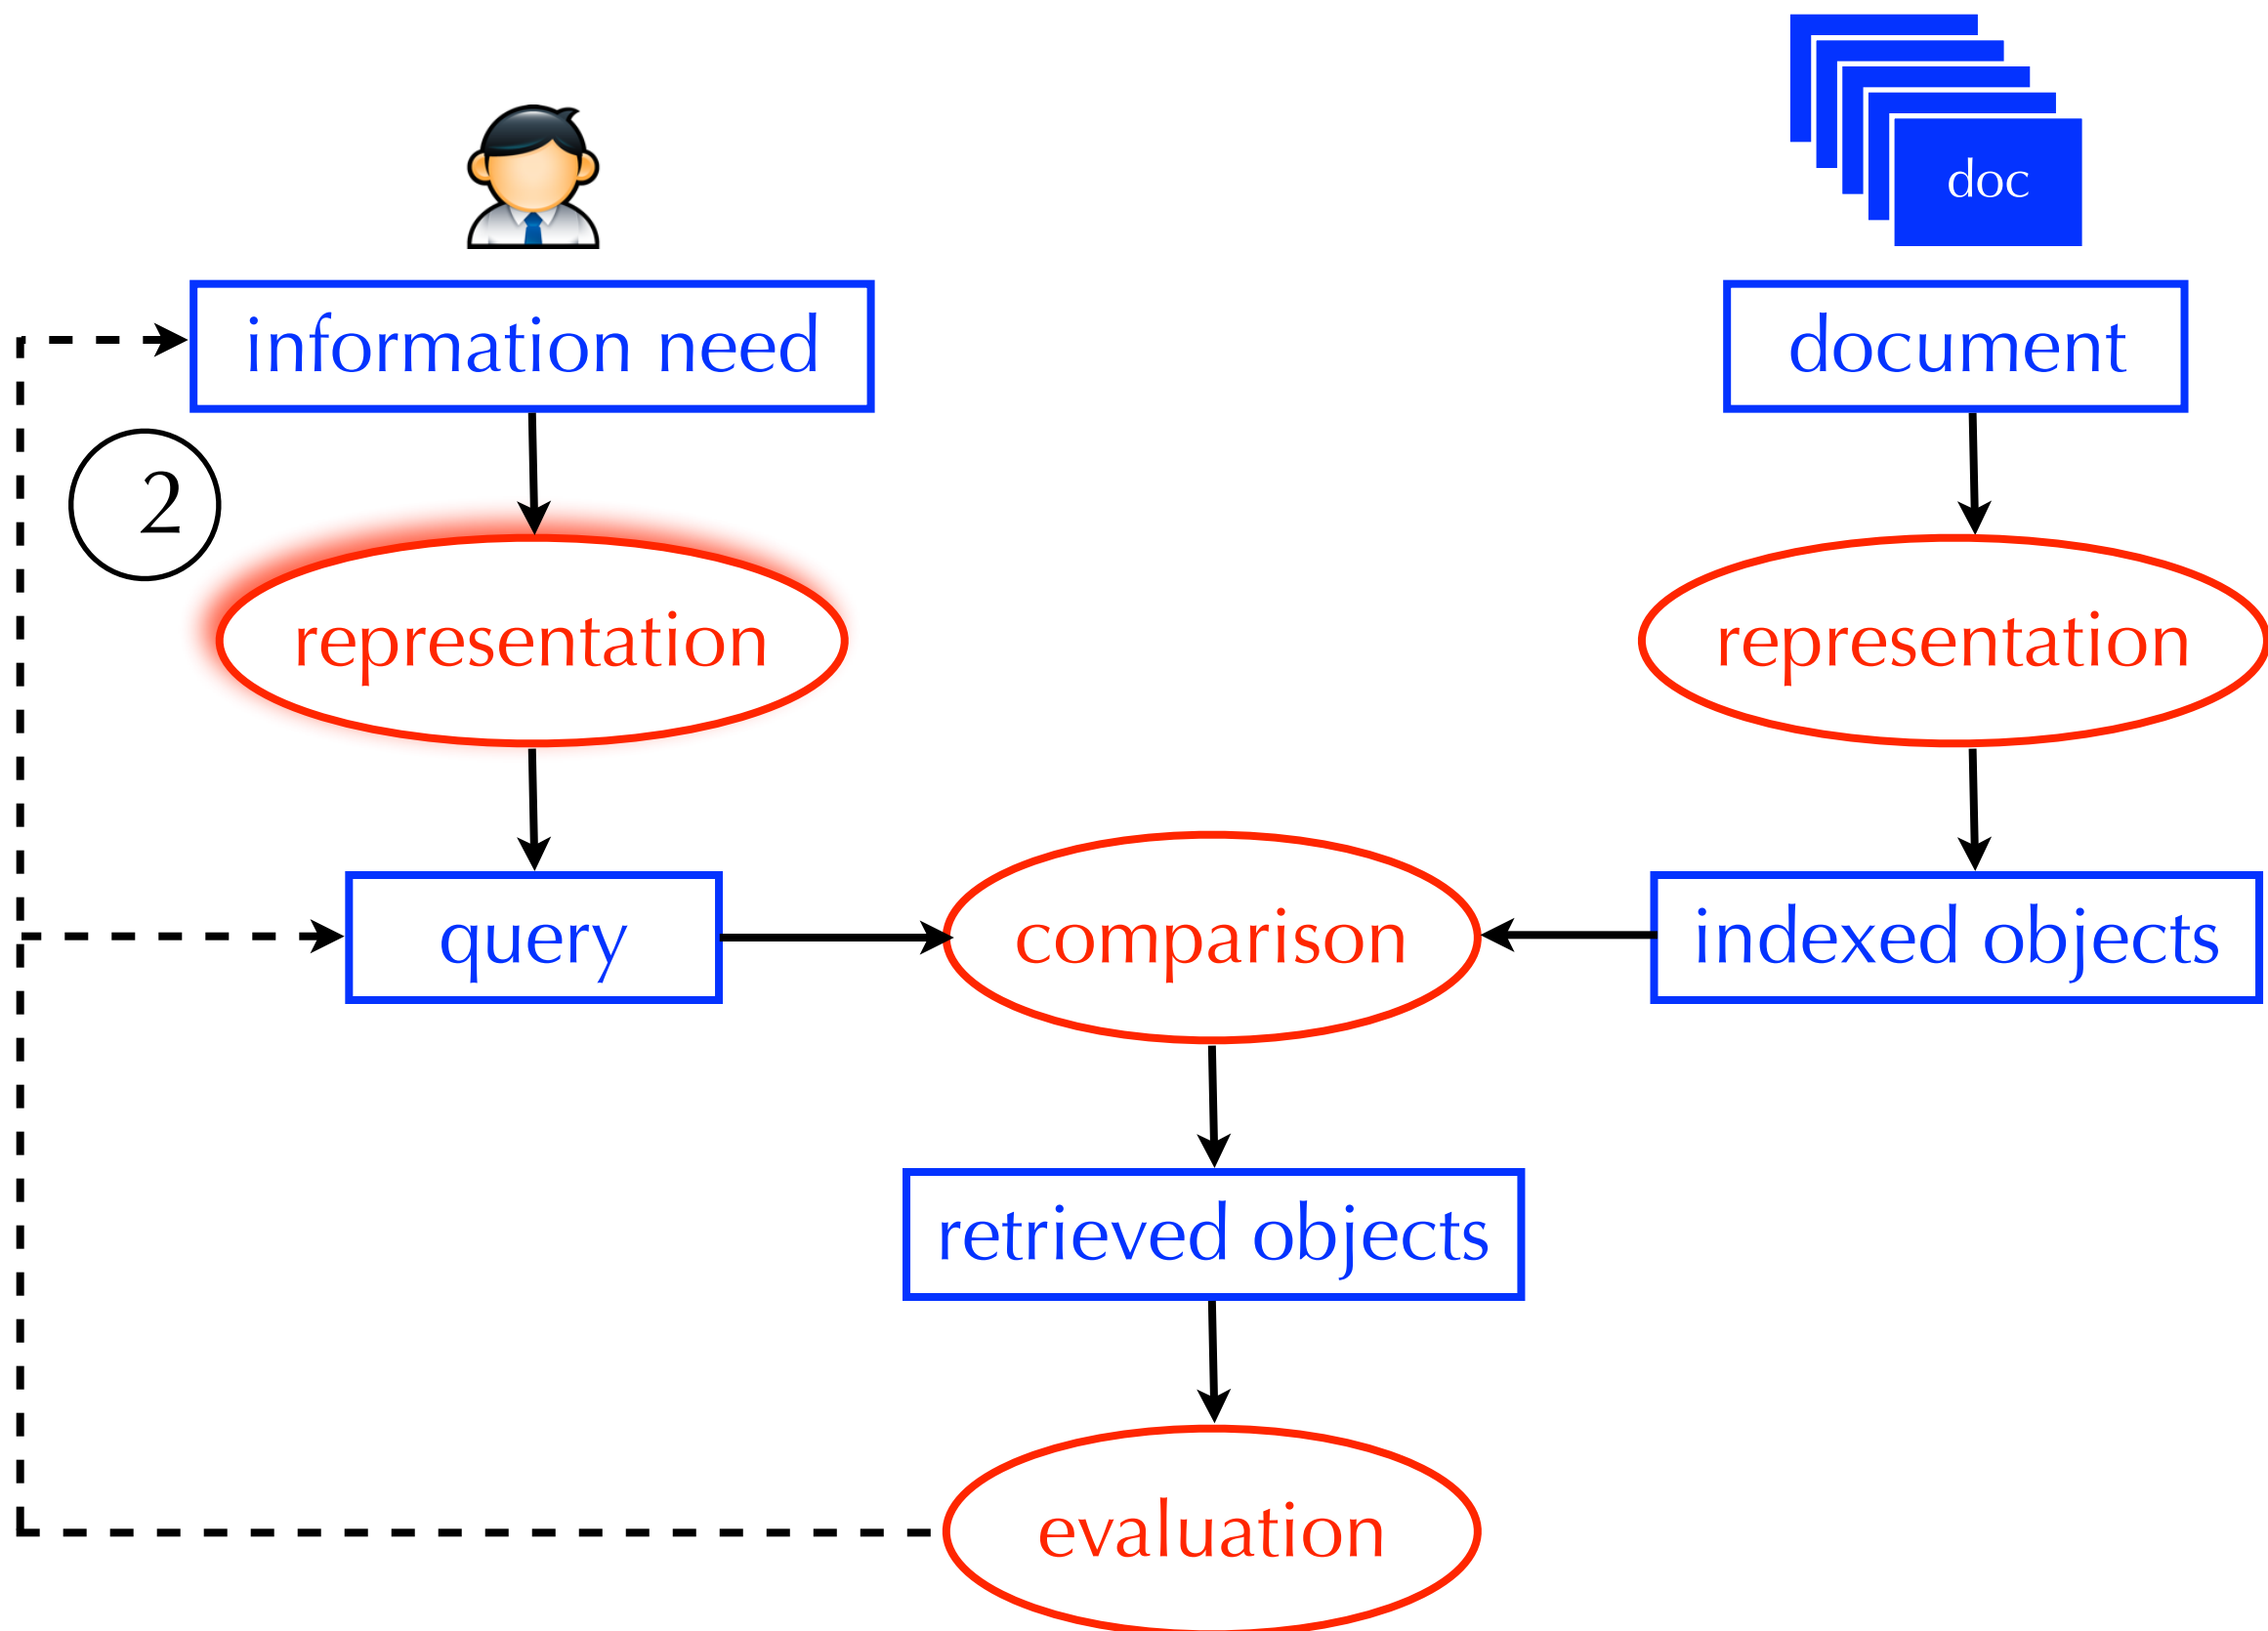 doc
information need
document
2
representation
representation
query
comparison
indexed objects
retrieved objects
evaluation